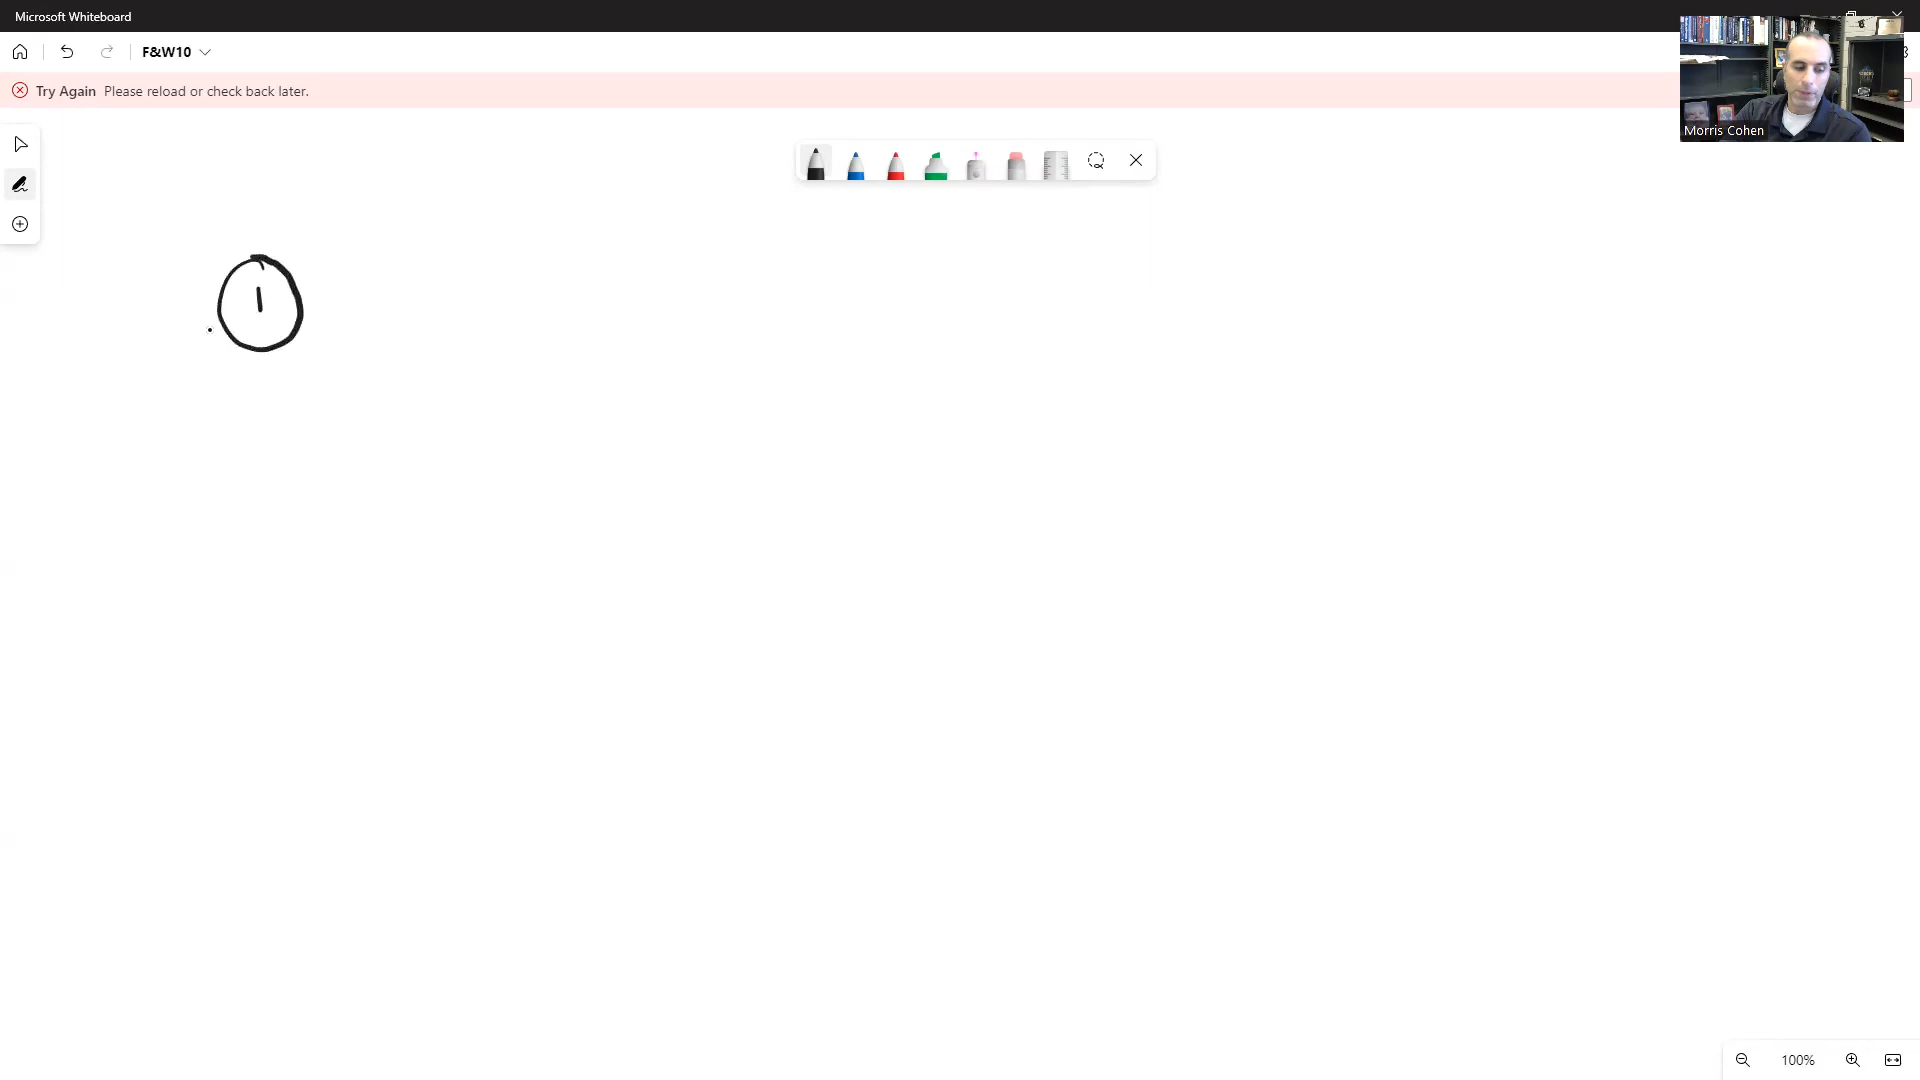 Microsoft Whiteboard
F&W10
Try Again Please reload or check back later.
Morris Cohen
1
100%